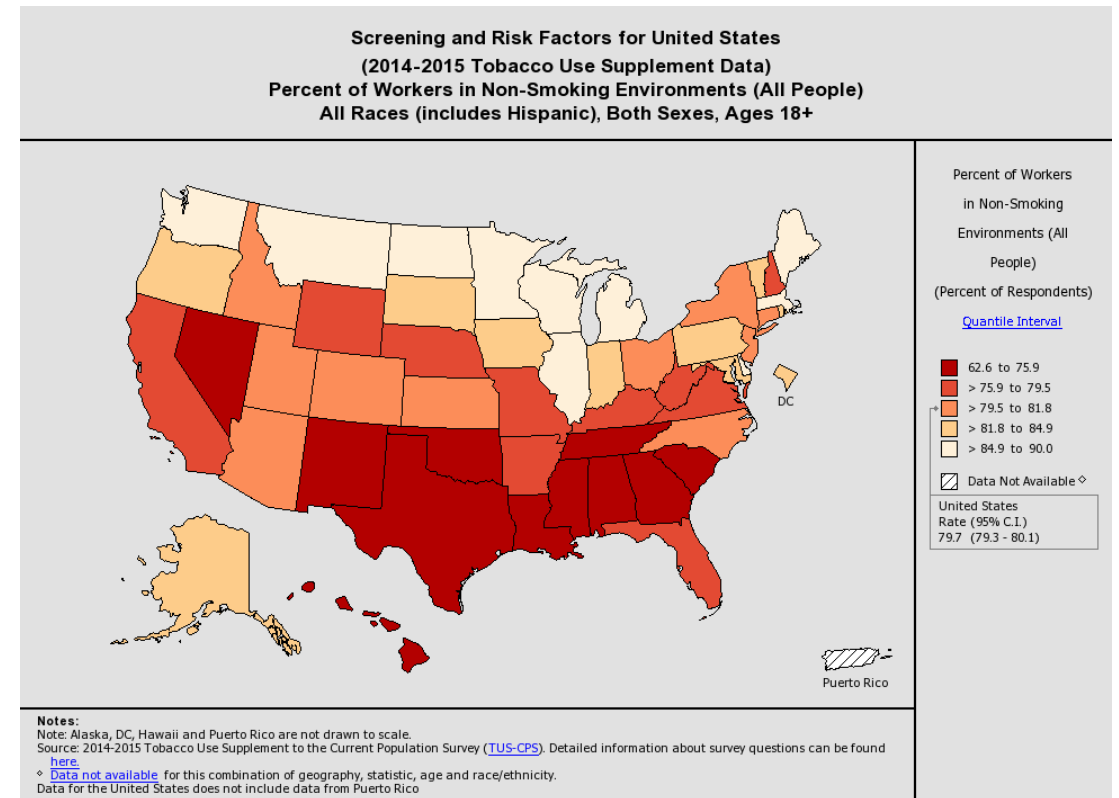 Screening and Risk Factors for United States
(2014-2015 Tobacco Use Supplement Data)
Percent of Workers in Non-Smoking Environments (All People)
All Races (includes Hispanic), Both Sexes, Ages 18+
DC
Puerto Rico
Percent of Workers
in Non-Smoking
Environments (All
People)
(Percent of Respondents)
Quantile Interval
62.6 to 75.9
> 75.9 to 79.5
> 79.5 to 81.8
> 81.8 to 84.9
> 84.9 to 90.0
Data Not Available ◇
United States
Rate (95% C.I.)
79.7 (79.3 - 80.1)
Notes:
Note: Alaska, DC, Hawaii and Puerto Rico are not drawn to scale.
Source: 2014-2015 Tobacco Use Supplement to the Current Population Survey (TUS-CPS). Detailed information about survey questions can be found
here.
◇ Data not available for this combination of geography, statistic, age and race/ethnicity.
Data for the United States does not include data from Puerto Rico